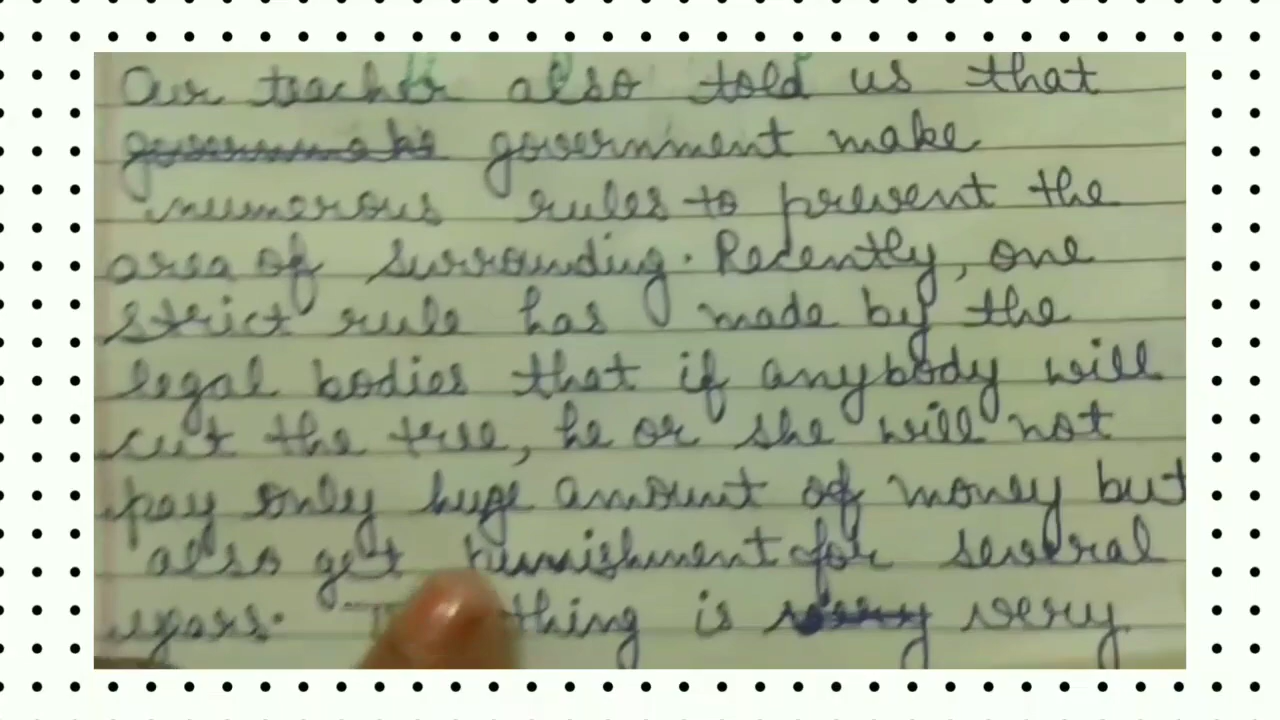 Our teacher also told us that
government make
numerous rules to prevent the
area of surrounding. Recently, one
strict rule has made by the
legal bodies that if anybody will
cut the tree, he or she will not
pay only huge amount of money but
also get punishment for several
years. thing is very